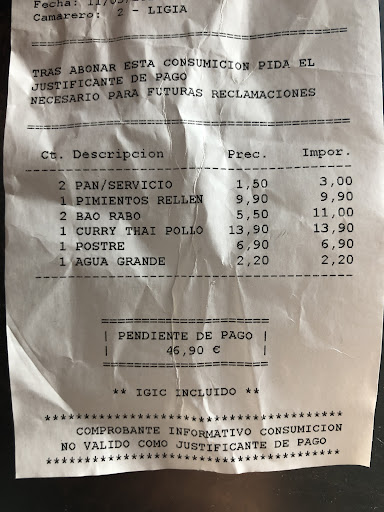 Fecha: 11/05/
Camarero: 2 - LIGIA
================================
TRAS ABONAR ESTA CONSUMICION PIDA EL
JUSTIFICANTE DE PAGO
NECESARIO PARA FUTURAS RECLAMACIONES
================================
Ct. Descripcion Prec. Impor.
--------------------------------
2 PAN/SERVICIO 1,50 3,00
1 PIMIENTOS RELLEN 9,90 9,90
2 BAO RABO 5,50 11,00
1 CURRY THAI POLLO 13,90 13,90
1 POSTRE 6,90 6,90
1 AGUA GRANDE 2,20 2,20
--------------------------------
====================
| PENDIENTE DE PAGO |
| 46,90 € |
====================
** IGIC INCLUIDO **
************************************
COMPROBANTE INFORMATIVO CONSUMICION
NO VALIDO COMO JUSTIFICANTE DE PAGO
************************************